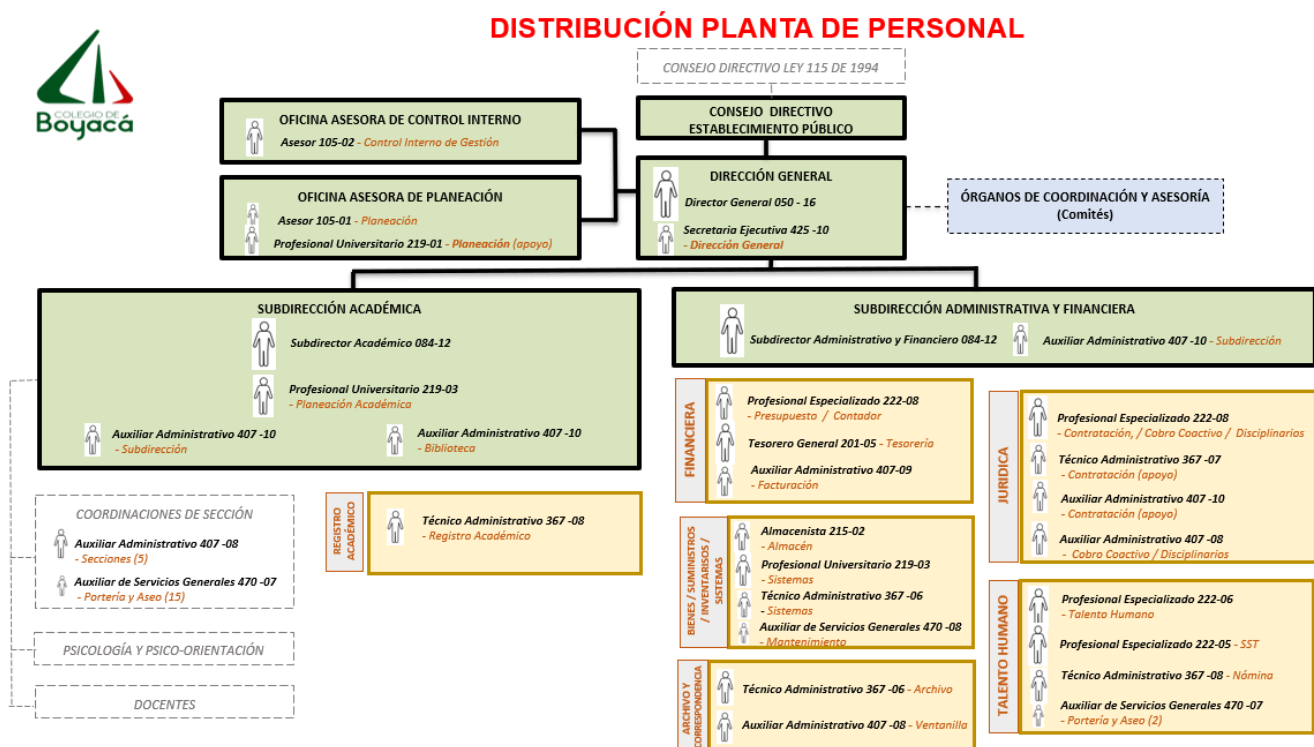 DISTRIBUCIÓN PLANTA DE PERSONAL
COLEGIO DE
Boyacá
CONSEJO DIRECTIVO LEY 115 DE 1994
CONSEJO DIRECTIVO
ESTABLECIMIENTO PÚBLICO
OFICINA ASESORA DE CONTROL INTERNO
Asesor 105-02 - Control Interno de Gestión
OFICINA ASESORA DE PLANEACIÓN
Asesor 105-01 - Planeación
Profesional Universitario 219-01 - Planeación (apoyo)
DIRECCIÓN GENERAL
Director General 050 - 16
Secretaria Ejecutiva 425 -10
- Dirección General
ÓRGANOS DE COORDINACIÓN Y ASESORÍA
(Comités)
SUBDIRECCIÓN ACADÉMICA
Subdirector Académico 084-12
Profesional Universitario 219-03
- Planeación Académica
Auxiliar Administrativo 407 -10
- Subdirección
Auxiliar Administrativo 407 -10
- Biblioteca
COORDINACIONES DE SECCIÓN
Auxiliar Administrativo 407 -08
- Secciones (5)
Auxiliar de Servicios Generales 470 -07
- Portería y Aseo (15)
PSICOLOGÍA Y PSICO-ORIENTACIÓN
DOCENTES
REGISTRO
ACADÉMICO
Técnico Administrativo 367 -08
- Registro Académico
SUBDIRECCIÓN ADMINISTRATIVA Y FINANCIERA
Subdirector Administrativo y Financiero 084-12
Auxiliar Administrativo 407 -10 - Subdirección
FINANCIERA
Profesional Especializado 222-08
- Presupuesto / Contador
Tesorero General 201-05 - Tesorería
Auxiliar Administrativo 407-09
- Facturación
BIENES / SUMINISTROS
/ INVENTARISOS /
SISTEMAS
Almacenista 215-02
- Almacén
Profesional Universitario 219-03
- Sistemas
Técnico Administrativo 367 -06
- Sistemas
Auxiliar de Servicios Generales 470 -08
- Mantenimiento
ARCHIVO Y
CORRESPONDENCIA
Técnico Administrativo 367 -06 - Archivo
Auxiliar Administrativo 407 -08 - Ventanilla
JURIDICA
Profesional Especializado 222-08
- Contratación, / Cobro Coactivo / Disciplinarios
Técnico Administrativo 367 -07
- Contratación (apoyo)
Auxiliar Administrativo 407 -10
- Contratación (apoyo)
Auxiliar Administrativo 407 -08
- Cobro Coactivo / Disciplinarios
TALENTO HUMANO
Profesional Especializado 222-06
- Talento Humano
Profesional Especializado 222-05 - SST
Técnico Administrativo 367 -08 - Nómina
Auxiliar de Servicios Generales 470 -07
- Portería y Aseo (2)